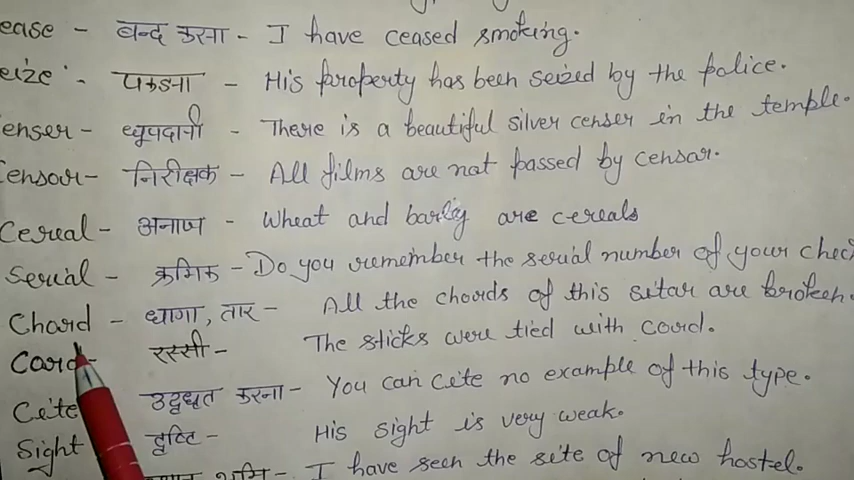 ease - बन्द करना - I have ceased smoking.
eize - पकडना - His property has been seized by the police.
enser - धूपदानी - There is a beautiful silver censer in the temple.
Censor - निरीक्षक - All films are not passed by censar.
Cereal - अनाज - Wheat and barley are cereals
Serial - क्रमिक - Do you remember the serial number of your chec
Chord - धागा, तार - All the chords of this sitar are broken.
Cord - रस्सी - The sticks were tied with cord.
Cite उद्धृत करना - You can cite no example of this type.
Sight दृष्टि - His sight is very weak.
भूमि - I have seen the site of new hostel.